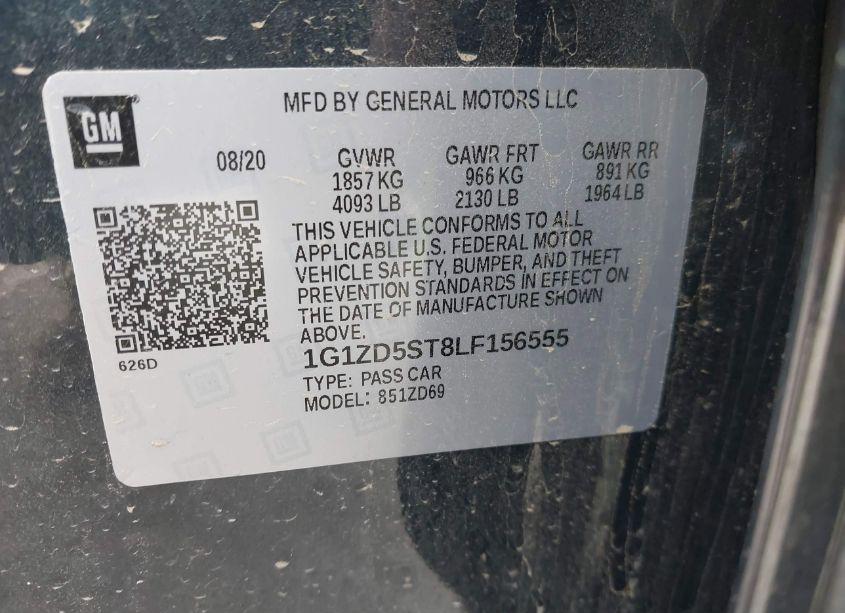 GM
MFD BY GENERAL MOTORS LLC
08/20
GVWR GAWR FRT GAWR RR
1857 KG 966 KG 891 KG
4093 LB 2130 LB 1964 LB
THIS VEHICLE CONFORMS TO ALL
APPLICABLE U.S. FEDERAL MOTOR
VEHICLE SAFETY, BUMPER, AND THEFT
PREVENTION STANDARDS IN EFFECT ON
THE DATE OF MANUFACTURE SHOWN
ABOVE.
626D
1G1ZD5ST8LF156555
TYPE: PASS CAR
MODEL: 851ZD69